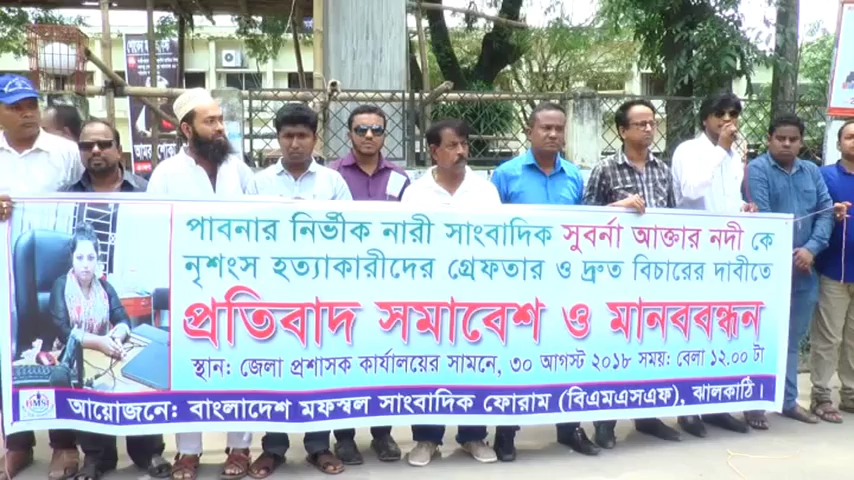 পাবনার নির্ভীক নারী সাংবাদিক সুবর্না আক্তার নদী কে
নৃশংস হত্যাকারীদের গ্রেফতার ও দ্রুত বিচারের দাবীতে
প্রতিবাদ সমাবেশ ও মানববন্ধন
স্থান: জেলা প্রশাসক কার্যালয়ের সামনে, ৩০ আগস্ট ২০১৮ সময়: বেলা ১২.০০ টা
আয়োজনে: বাংলাদেশ মফস্বল সাংবাদিক ফোরাম (বিএমএসএফ), ঝালকাঠি।